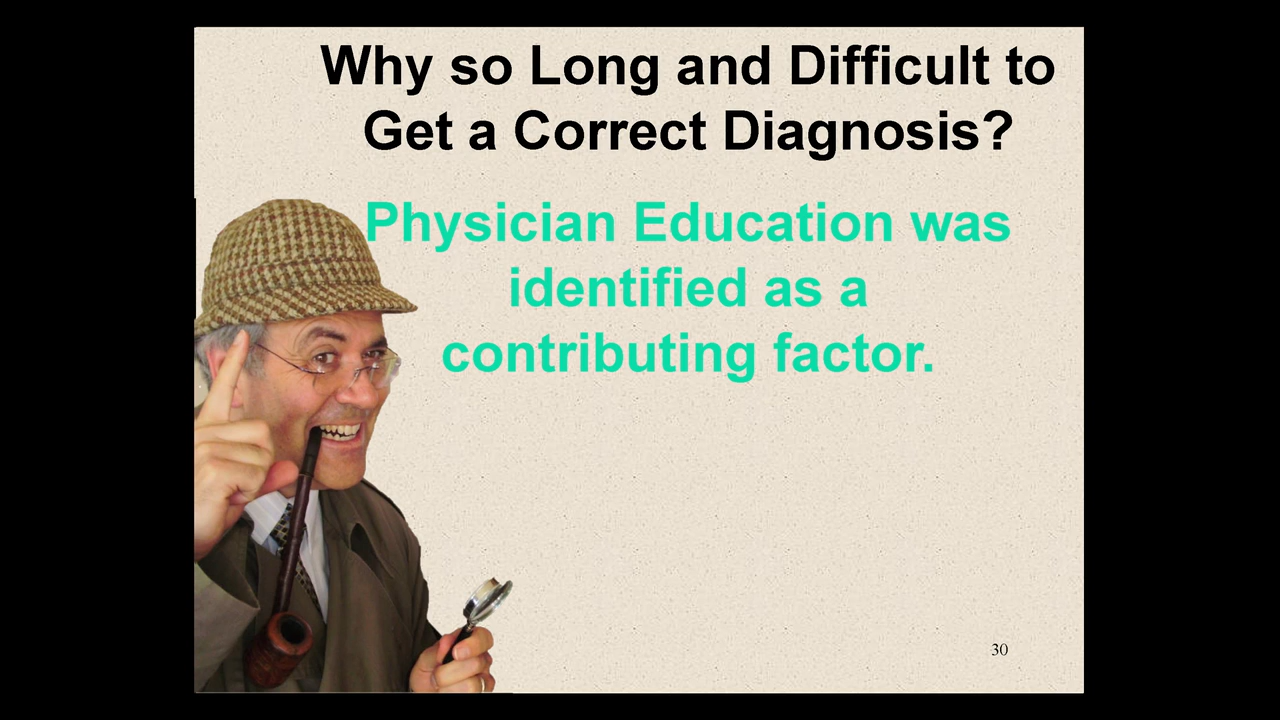 Why so Long and Difficult to
Get a Correct Diagnosis?
Physician Education was
identified as a
contributing factor.
30